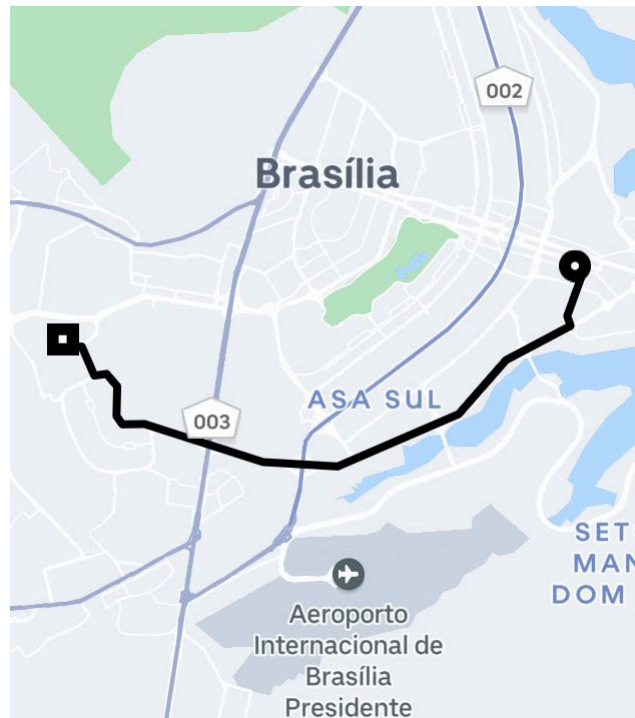 002
Brasília
ASA SUL
003
SET
MAN
DOM
Aeroporto
Internacional de
Brasília
Presidente